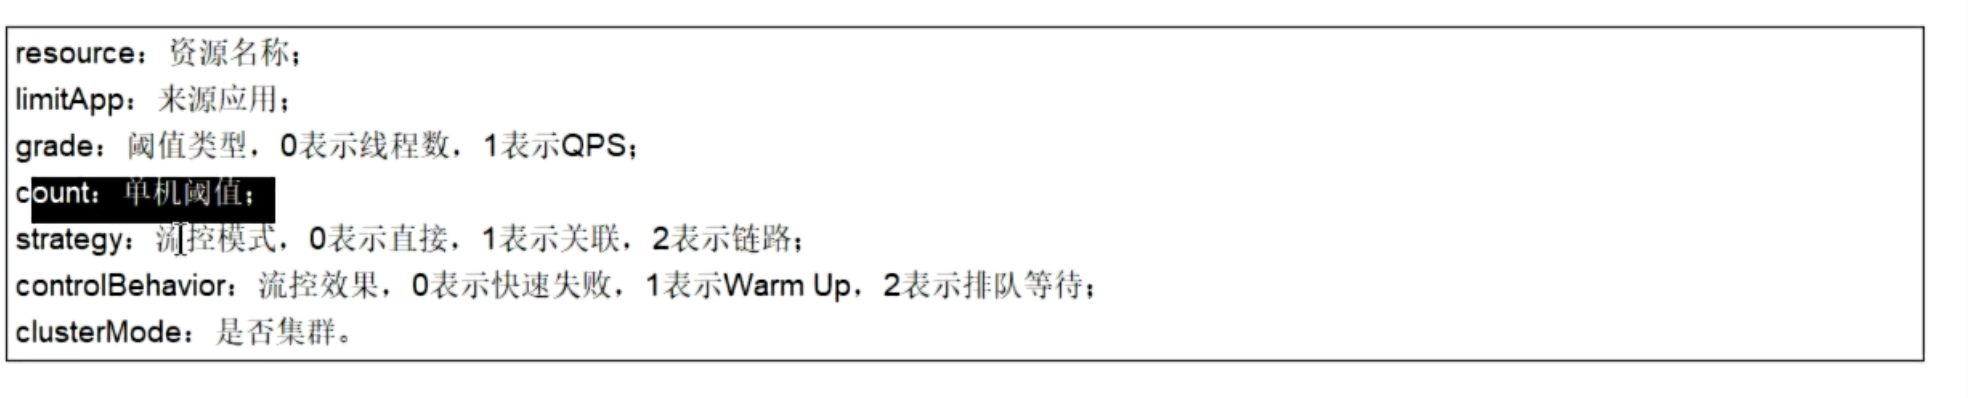 resource：资源名称；
limitApp：来源应用；
grade：阈值类型，0表示线程数，1表示QPS；
count：单机阈值；
strategy：流控模式，0表示直接，1表示关联，2表示链路；
controlBehavior：流控效果，0表示快速失败，1表示Warm Up，2表示排队等待；
clusterMode：是否集群。